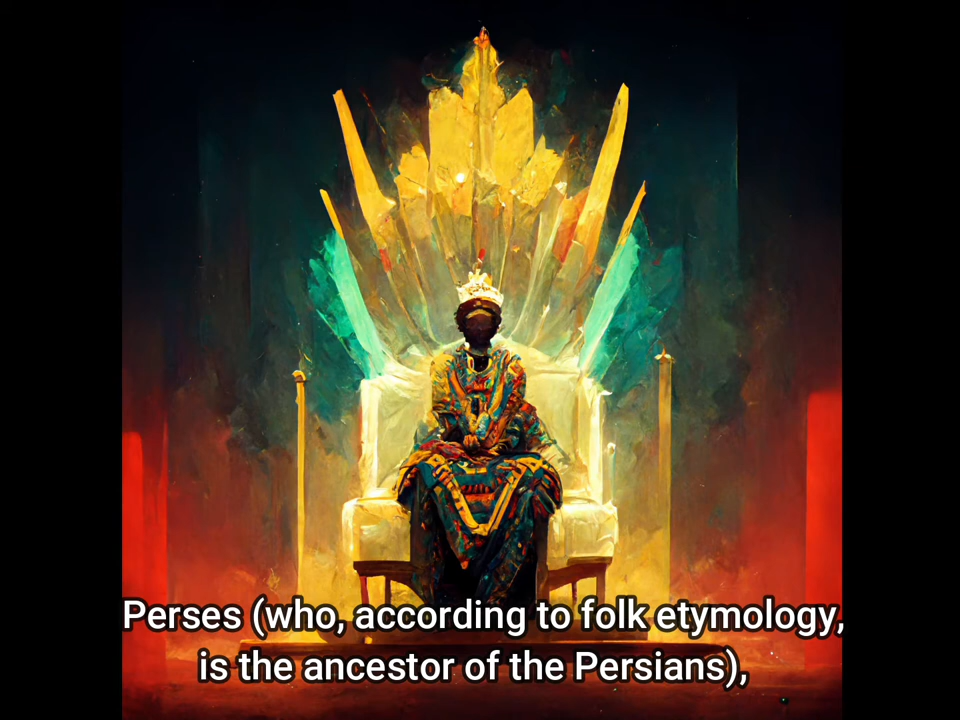 Perses (who, according to folk etymology,
is the ancestor of the Persians),